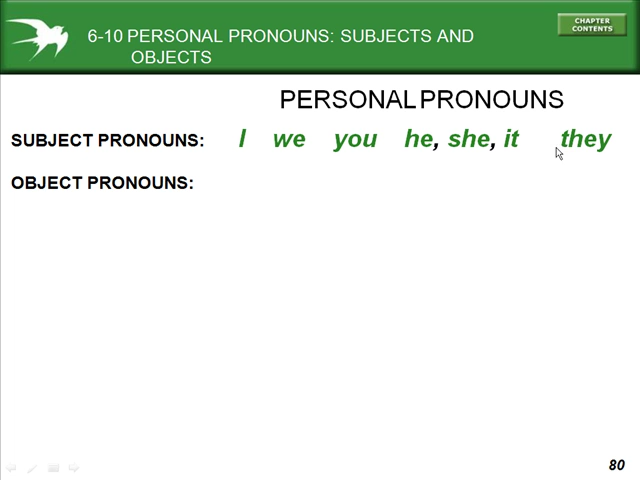 6-10 PERSONAL PRONOUNS: SUBJECTS AND
OBJECTS
CHAPTER
CONTENTS
PERSONAL PRONOUNS
SUBJECT PRONOUNS: I we you he, she, it they
OBJECT PRONOUNS:
80